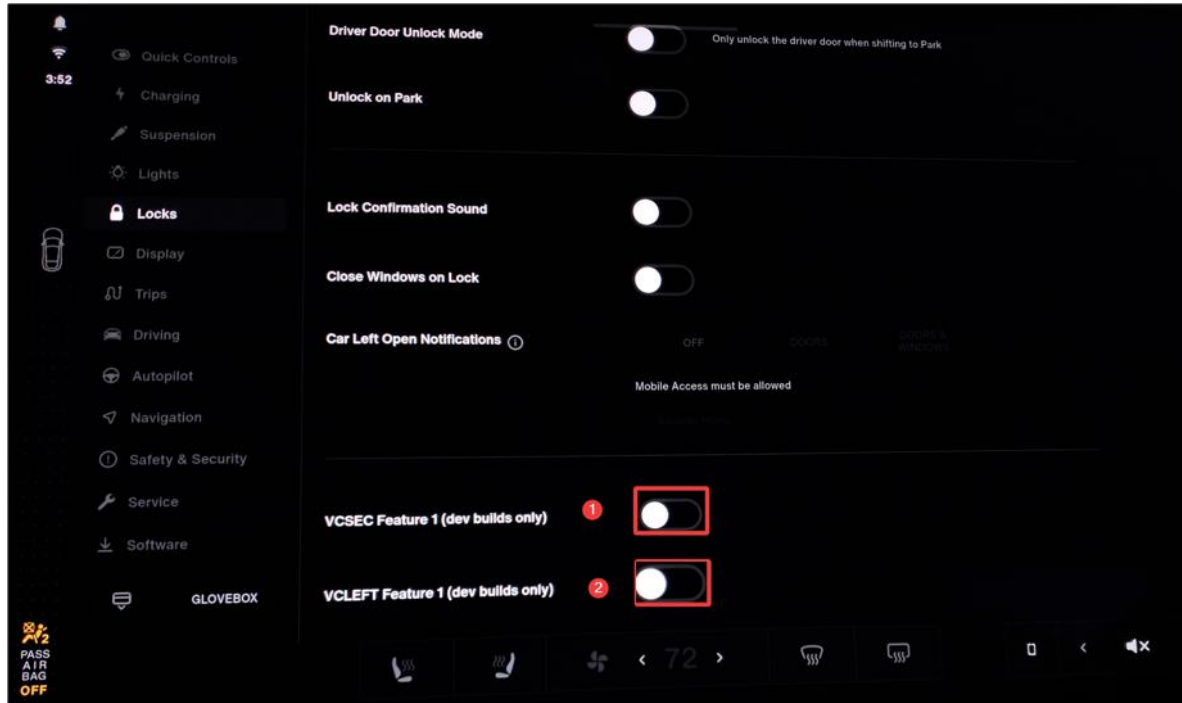 3:52
Quick Controls
Charging
Suspension
Lights
Locks
Display
Trips
Driving
Autopilot
Navigation
Safety & Security
Service
Software
GLOVEBOX
Driver Door Unlock Mode
Only unlock the driver door when shifting to Park
Unlock on Park
Lock Confirmation Sound
Close Windows on Lock
Car Left Open Notifications
OFF
DOORS
DOORS &
WINDOWS
Mobile Access must be allowed
VCSEC Feature 1 (dev builds only)
1
VCLEFT Feature 1 (dev builds only)
2
2
PASS
AIR
BAG
OFF
72